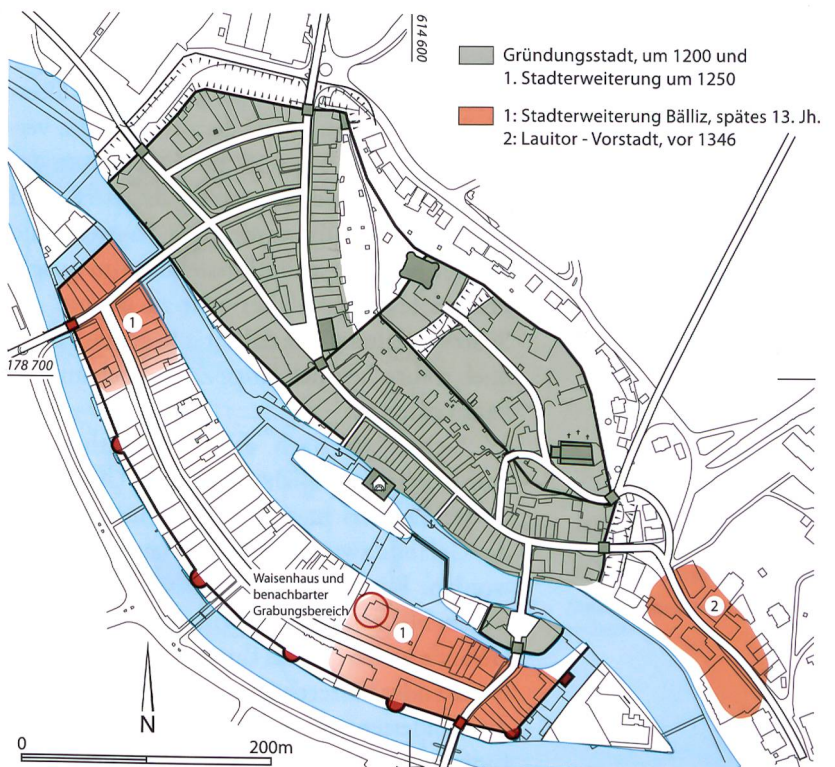 614 600
Gründungsstadt, um 1200 und
1. Stadterweiterung um 1250
1: Stadterweiterung Bälliz, spätes 13. Jh.
2: Lauitor - Vorstadt, vor 1346
1
178 700
Waisenhaus und
benachbarter
Grabungsbereich
1
2
N
0
200m